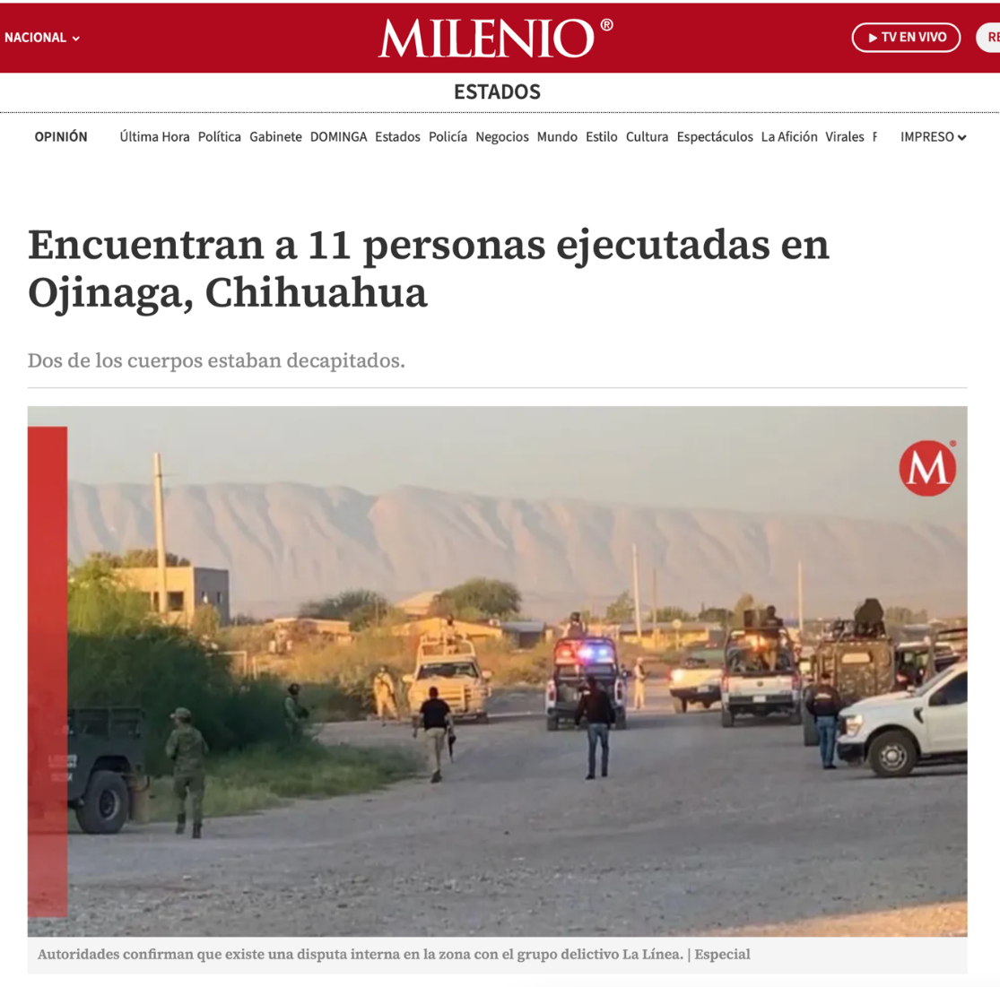 NACIONAL
MILENIO®
TV EN VIVO
RE
ESTADOS
OPINIÓN
Última Hora Política Gabinete DOMINGA Estados Policía Negocios Mundo Estilo Cultura Espectáculos La Afición Virales
IMPRESO
Encuentran a 11 personas ejecutadas en
Ojinaga, Chihuahua
Dos de los cuerpos estaban decapitados.
M
Autoridades confirman que existe una disputa interna en la zona con el grupo delictivo La Línea. | Especial